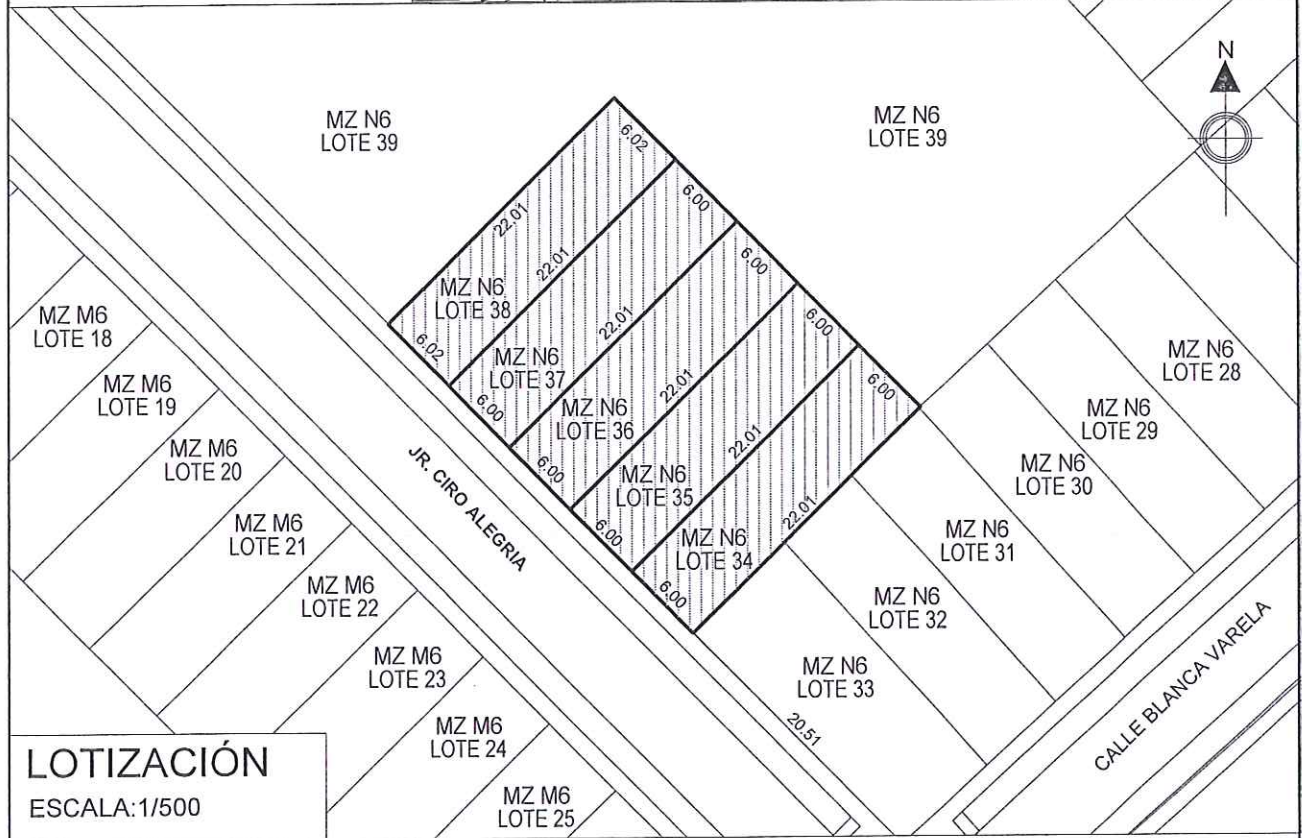 N
MZ N6
LOTE 39
MZ N6
LOTE 39
6.02
6.00
6.00
6.00
6.00
22.01
22.01
22.01
22.01
22.01
22.01
MZ N6
LOTE 38
MZ N6
LOTE 37
MZ N6
LOTE 36
MZ N6
LOTE 35
MZ N6
LOTE 34
6.02
6.00
6.00
6.00
6.00
MZ N6
LOTE 28
MZ N6
LOTE 29
MZ N6
LOTE 30
MZ N6
LOTE 31
MZ N6
LOTE 32
MZ N6
LOTE 33
20.51
MZ M6
LOTE 18
MZ M6
LOTE 19
MZ M6
LOTE 20
MZ M6
LOTE 21
MZ M6
LOTE 22
MZ M6
LOTE 23
MZ M6
LOTE 24
MZ M6
LOTE 25
JR. CIRO ALEGRIA
CALLE BLANCA VARELA
LOTIZACIÓN
ESCALA:1/500